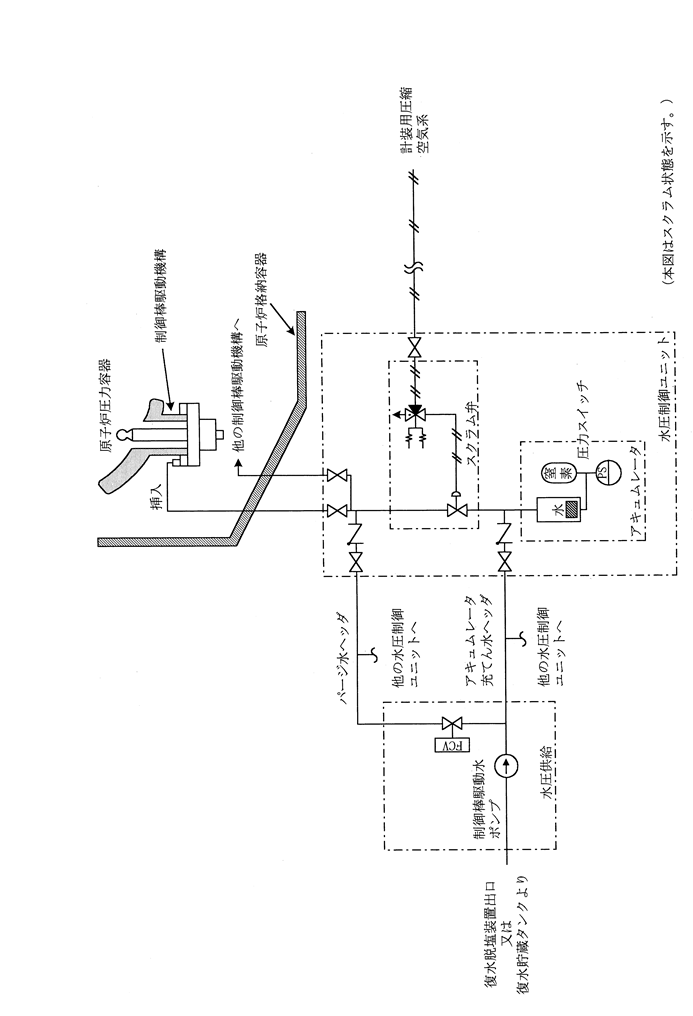 原子炉圧力容器
制御棒駆動機構
挿入
他の制御棒駆動機構へ
原子炉格納容器
計装用圧縮
空気系
スクラム弁
圧力スイッチ
窒
素
PS
水
アキュムレータ
水圧制御ユニット
パージ水ヘッダ
他の水圧制御
ユニットへ
アキュムレータ
充てん水ヘッダ
他の水圧制御
ユニットへ
FCV
制御棒駆動水
ポンプ
水圧供給
復水脱塩装置出口
又は
復水貯蔵タンクより
(本図はスクラム状態を示す。)